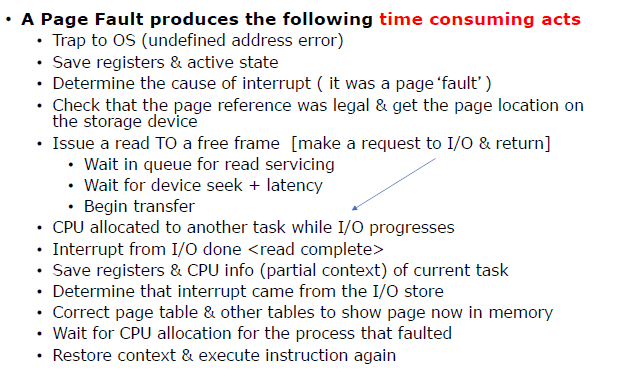 • A Page Fault produces the following time consuming acts
• Trap to OS (undefined address error)
• Save registers & active state
• Determine the cause of interrupt ( it was a page ‘fault’ )
• Check that the page reference was legal & get the page location on
the storage device
• Issue a read TO a free frame [make a request to I/O & return]
• Wait in queue for read servicing
• Wait for device seek + latency
• Begin transfer
• CPU allocated to another task while I/O progresses
• Interrupt from I/O done <read complete>
• Save registers & CPU info (partial context) of current task
• Determine that interrupt came from the I/O store
• Correct page table & other tables to show page now in memory
• Wait for CPU allocation for the process that faulted
• Restore context & execute instruction again